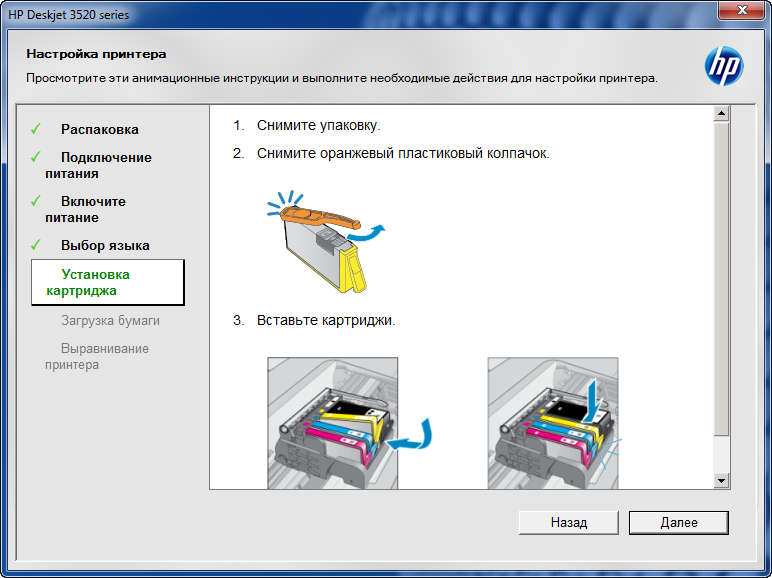 HP Deskjet 3520 series
Настройка принтера
Просмотрите эти анимационные инструкции и выполните необходимые действия для настройки принтера.
hp
Распаковка
Подключение
питания
Включите
питание
Выбор языка
Установка
картриджа
Загрузка бумаги
Выравнивание
принтера
1. Снимите упаковку.
2. Снимите оранжевый пластиковый колпачок.
3. Вставьте картриджи.
Назад
Далее